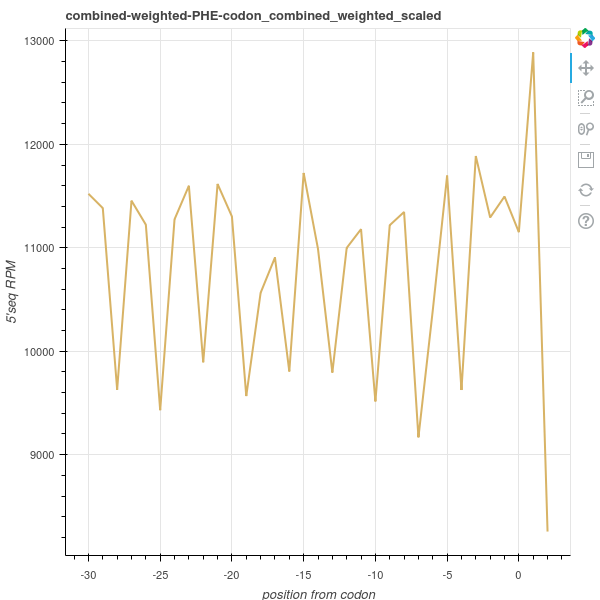 combined-weighted-PHE-codon_combined_weighted_scaled
13000
12000
11000
10000
9000
5'seq RPM
-30 -25 -20 -15 -10 -5 0
position from codon